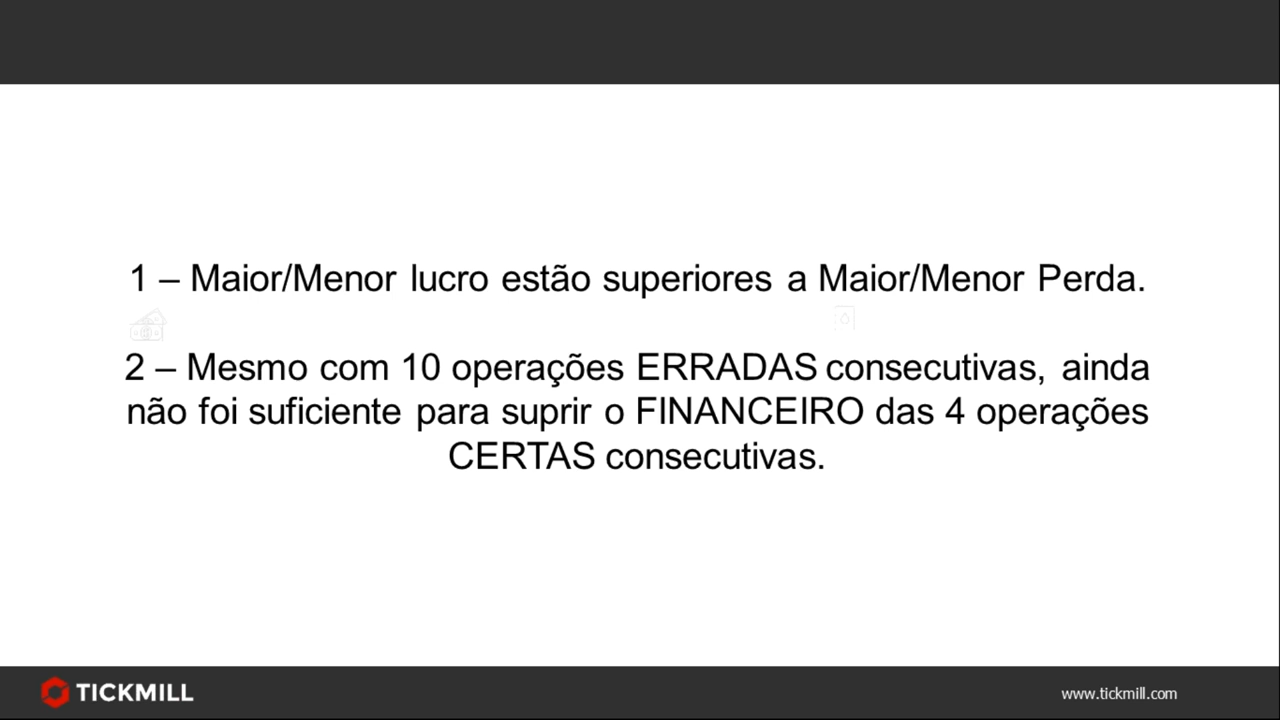 1 – Maior/Menor lucro estão superiores a Maior/Menor Perda.
2 – Mesmo com 10 operações ERRADAS consecutivas, ainda
não foi suficiente para suprir o FINANCEIRO das 4 operações
CERTAS consecutivas.
TICKMILL
www.tickmill.com